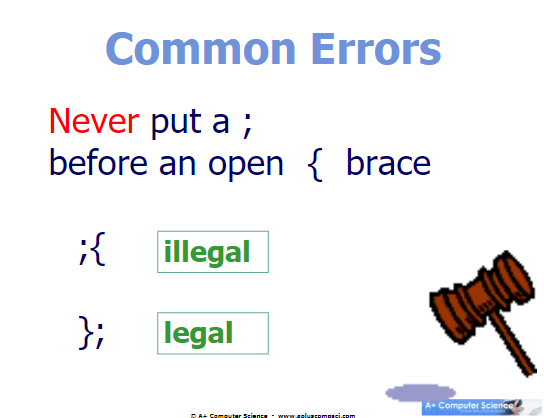 Common Errors
Never put a ;
before an open { brace
;{ illegal
}; legal
A+ Computer Science
© A+ Computer Science - www.apluscompsci.com